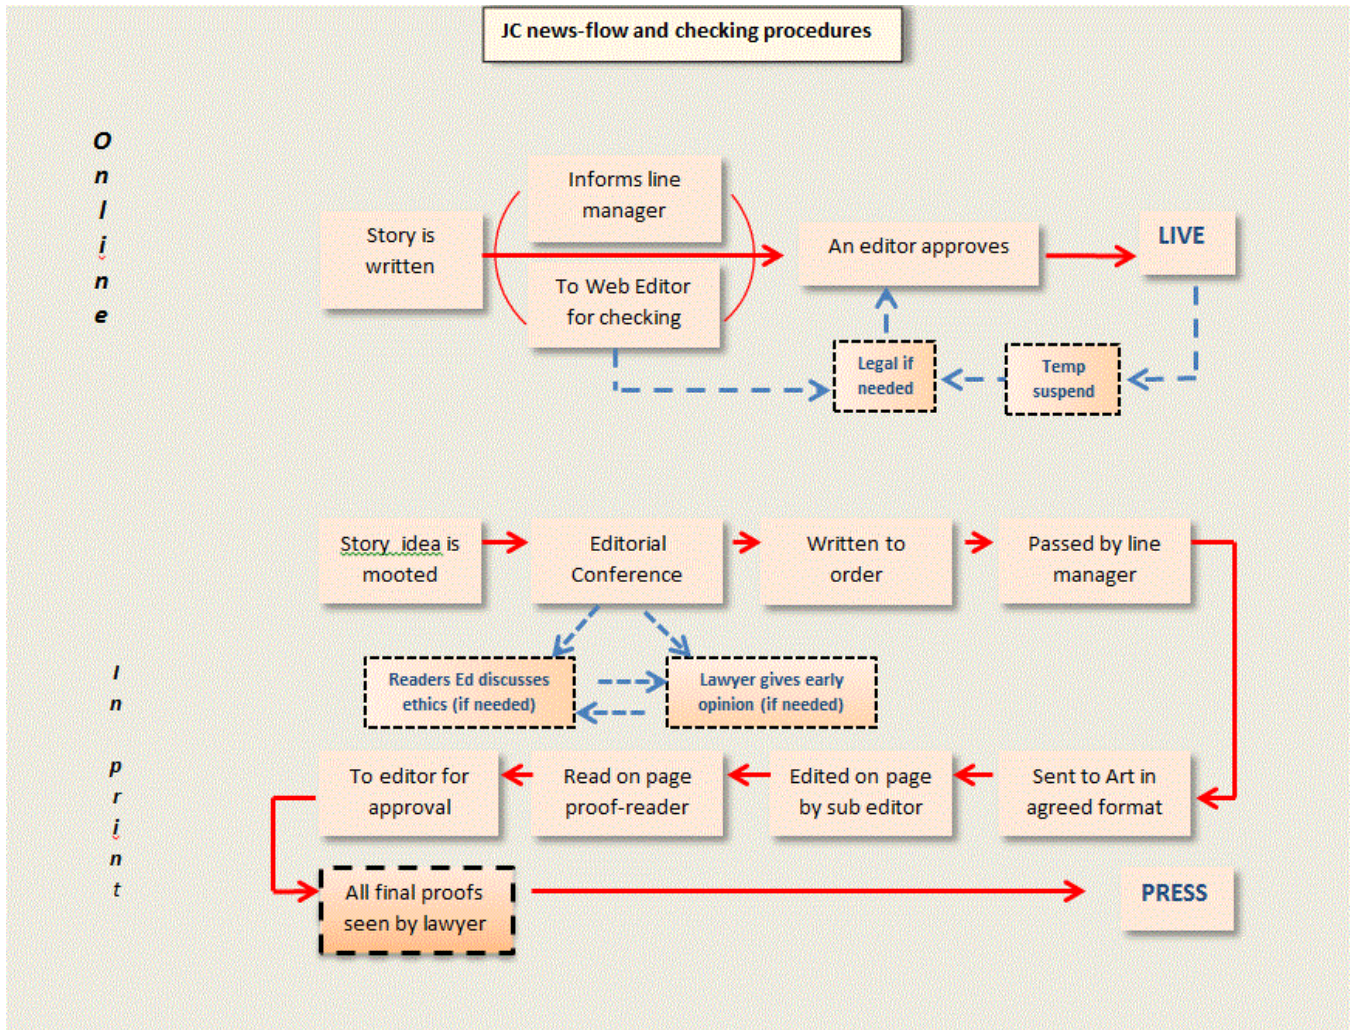 JC news-flow and checking procedures
Online
Informs line
manager
Story is
written
To Web Editor
for checking
An editor approves
LIVE
Legal if
needed
Temp
suspend
In print
Story idea is
mooted
Editorial
Conference
Written to
order
Passed by line
manager
Readers Ed discusses
ethics (if needed)
Lawyer gives early
opinion (if needed)
To editor for
approval
Read on page
proof-reader
Edited on page
by sub editor
Sent to Art in
agreed format
All final proofs
seen by lawyer
PRESS